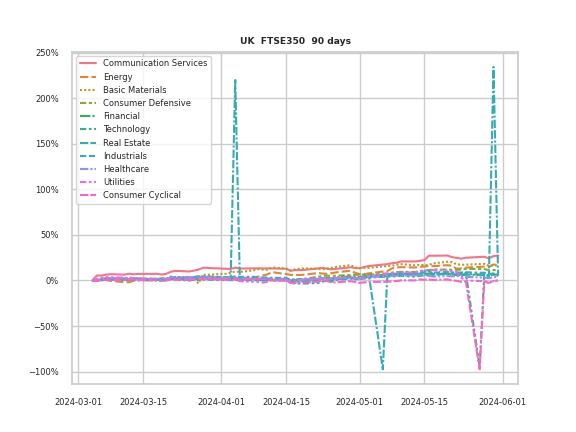 UK FTSE350 90 days
250%
200%
150%
100%
50%
0%
−50%
−100%
Communication Services
Energy
Basic Materials
Consumer Defensive
Financial
Technology
Real Estate
Industrials
Healthcare
Utilities
Consumer Cyclical
2024-03-01 2024-03-15 2024-04-01 2024-04-15 2024-05-01 2024-05-15 2024-06-01